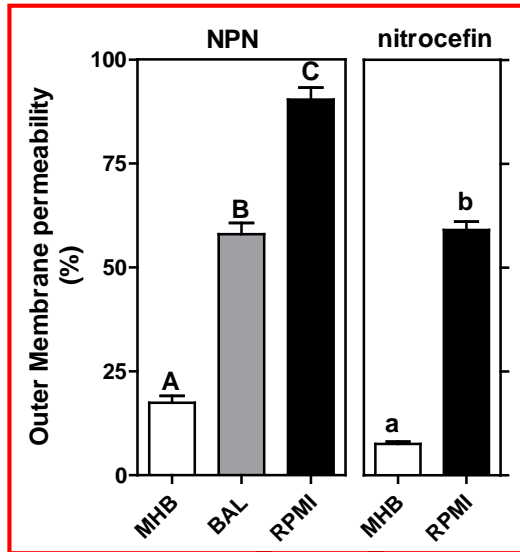 NPN
nitrocefin
Outer Membrane permeability
(%)
100
75
50
25
0
A
B
C
a
b
MHB
BAL
RPMI
MHB
RPMI